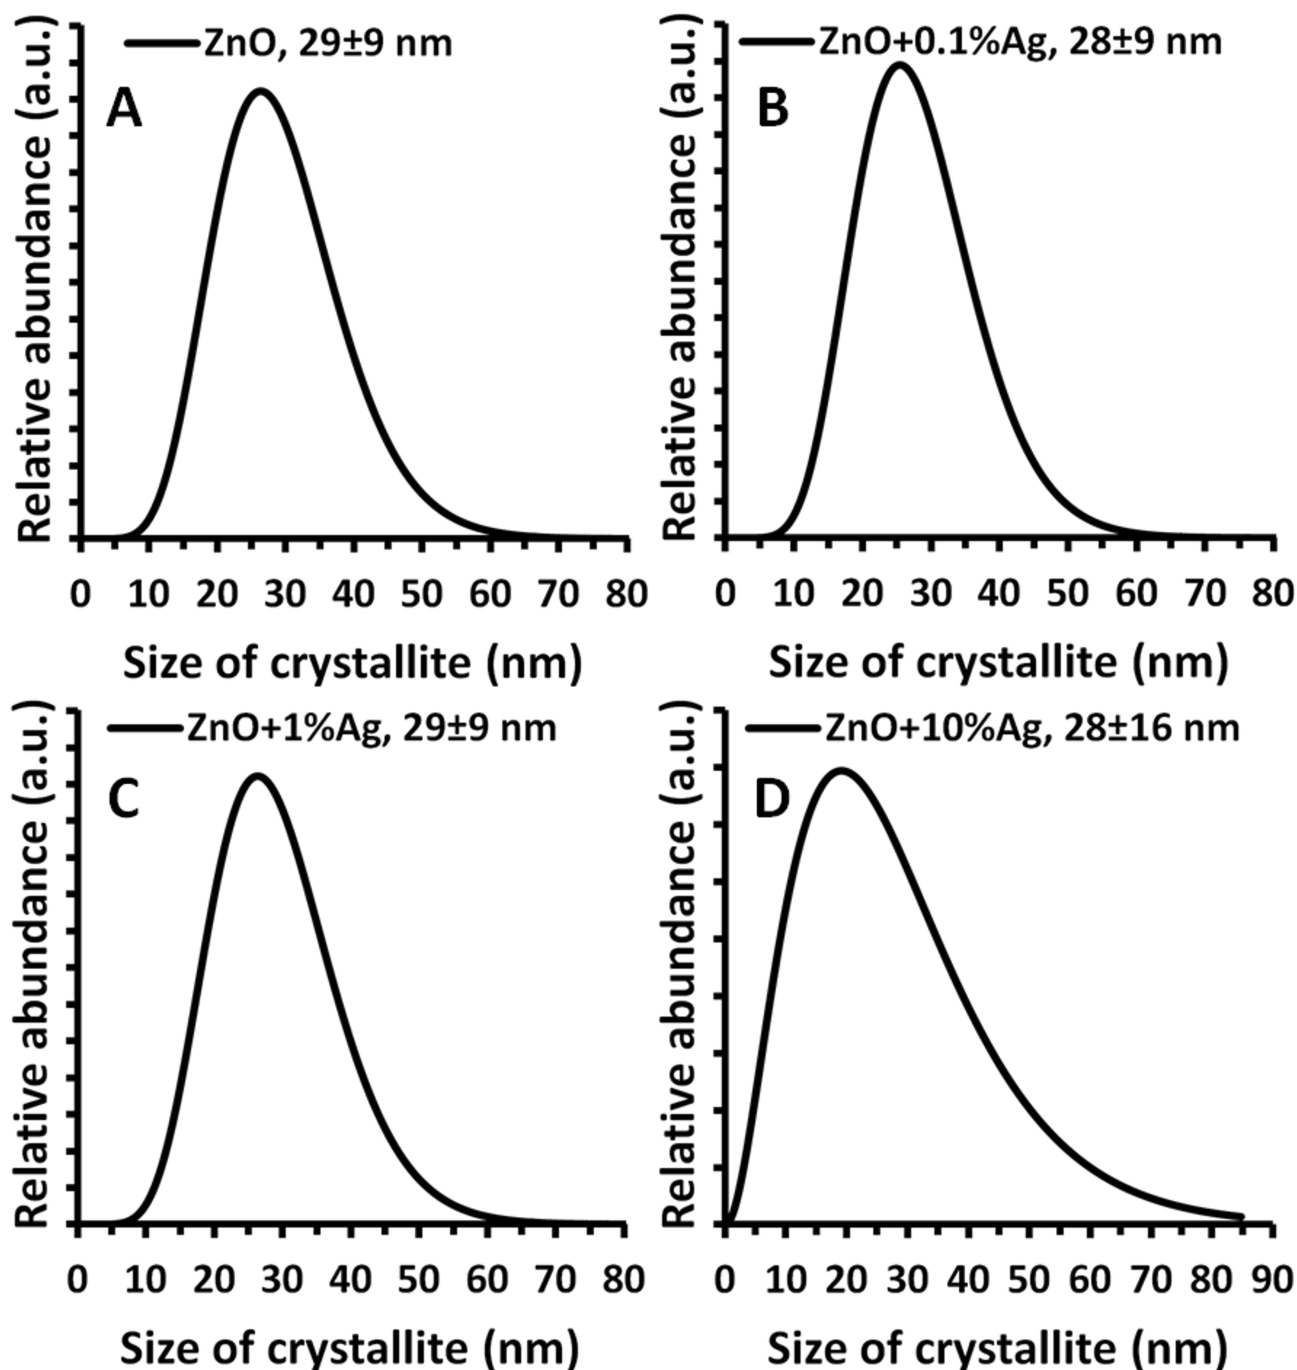 ZnO, 29±9 nm
A
Relative abundance (a.u.)
0 10 20 30 40 50 60 70 80
Size of crystallite (nm)
ZnO+0.1%Ag, 28±9 nm
B
Relative abundance (a.u.)
0 10 20 30 40 50 60 70 80
Size of crystallite (nm)
ZnO+1%Ag, 29±9 nm
C
Relative abundance (a.u.)
0 10 20 30 40 50 60 70 80
Size of crystallite (nm)
ZnO+10%Ag, 28±16 nm
D
Relative abundance (a.u.)
0 10 20 30 40 50 60 70 80 90
Size of crystallite (nm)